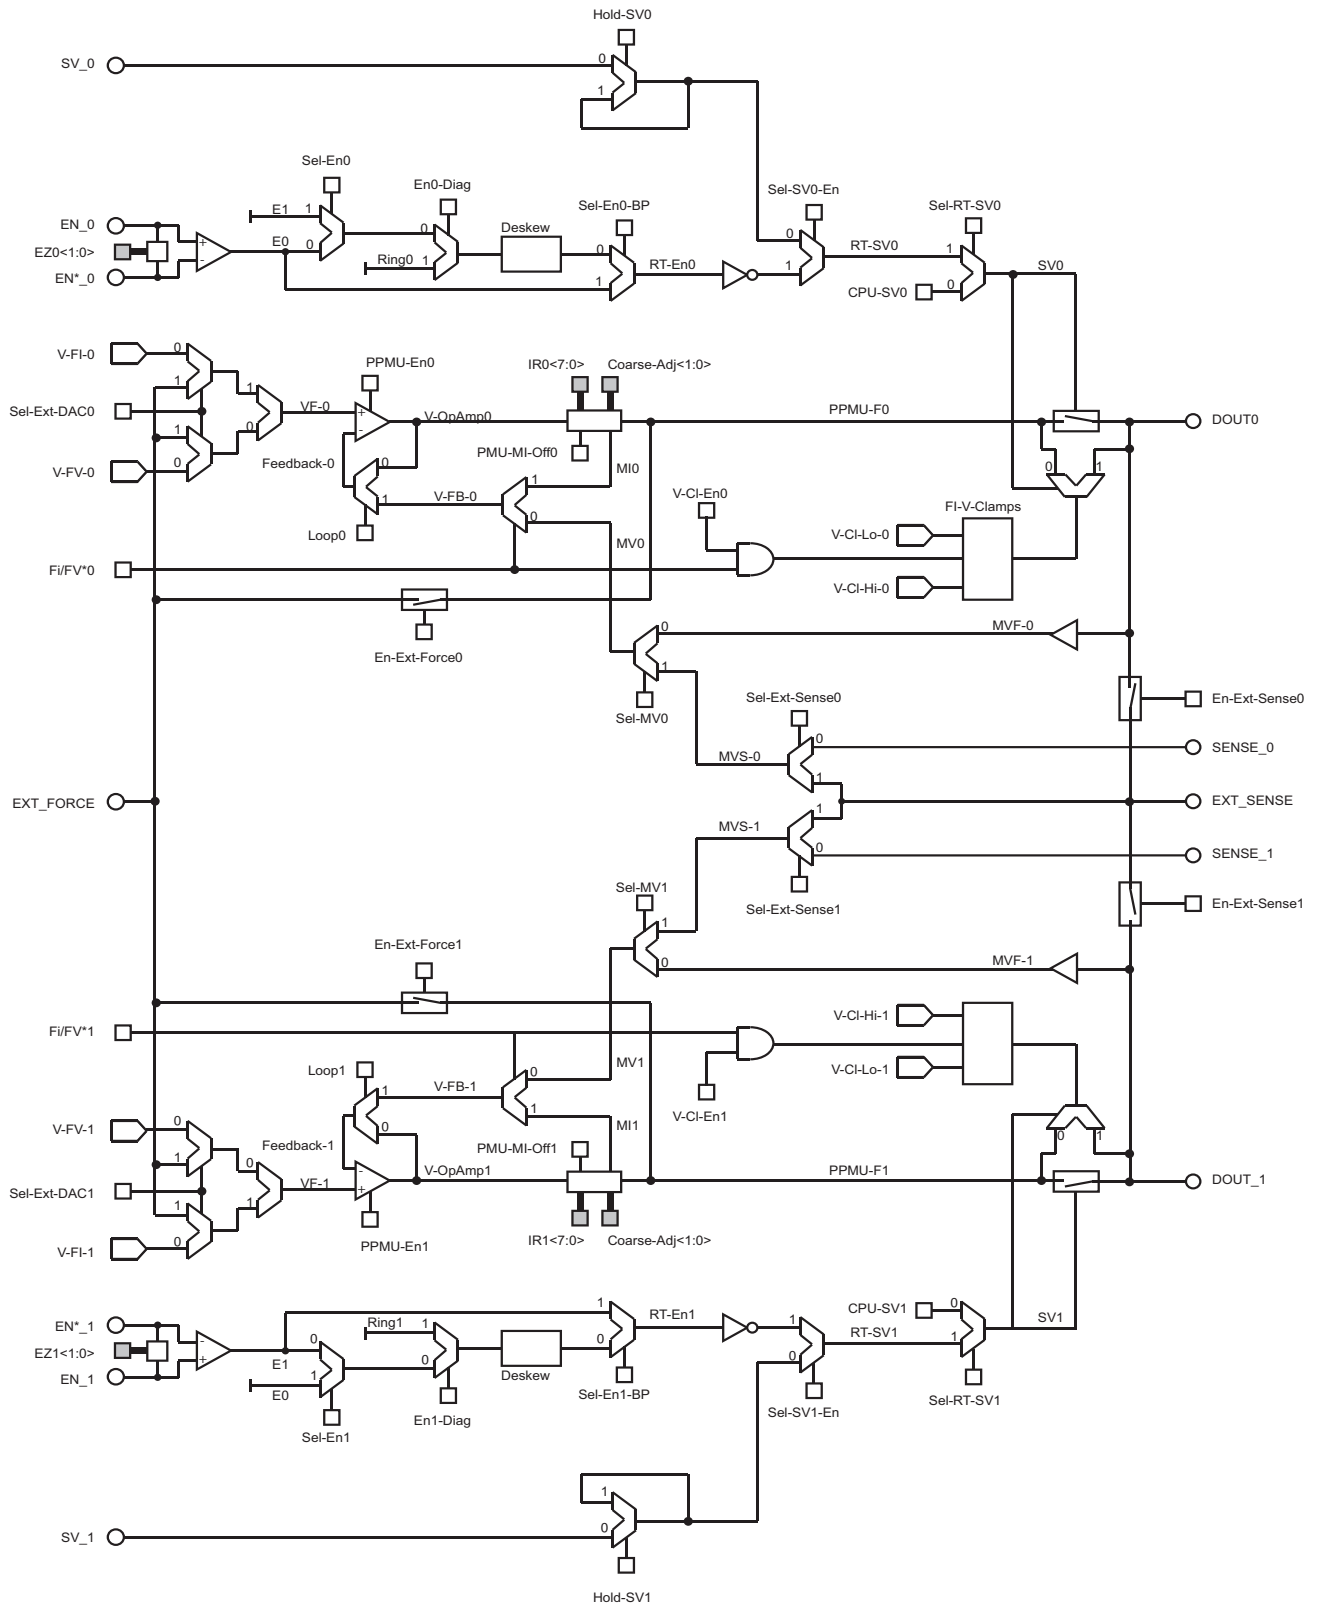 Hold-SV0
SV_0
0
1
Sel-En0
En0-Diag
Sel-En0-BP
Sel-SV0-En
Sel-RT-SV0
E1
1
EN_0
+
E0
0
EZ0<1:0>
-
EN*_0
0
Ring0
1
Deskew
0
1
RT-En0
0
1
RT-SV0
1
CPU-SV0
0
SV0
V-FI-0
0
1
Sel-Ext-DAC0
1
V-FV-0
0
1
0
VF-0
PPMU-En0
+
-
V-OpAmp0
Feedback-0
0
1
Loop0
V-FB-0
IR0<7:0>
Coarse-Adj<1:0>
PMU-MI-Off0
MI0
1
0
MV0
PPMU-F0
DOUT0
0
1
V-Cl-En0
FI-V-Clamps
V-Cl-Lo-0
V-Cl-Hi-0
Fi/FV*0
En-Ext-Force0
0
1
Sel-MV0
MVF-0
Sel-Ext-Sense0
En-Ext-Sense0
MVS-0
0
1
SENSE_0
EXT_FORCE
EXT_SENSE
MVS-1
1
0
SENSE_1
Sel-MV1
Sel-Ext-Sense1
En-Ext-Sense1
1
0
En-Ext-Force1
MVF-1
Fi/FV*1
V-Cl-Hi-1
V-Cl-Lo-1
V-Cl-En1
MV1
0
1
MI1
Loop1
V-FB-1
1
0
Feedback-1
V-FV-1
0
1
Sel-Ext-DAC1
1
V-FI-1
0
0
1
VF-1
-
+
V-OpAmp1
PPMU-En1
PMU-MI-Off1
IR1<7:0>
Coarse-Adj<1:0>
PPMU-F1
0
1
DOUT_1
EN*_1
-
EZ1<1:0>
+
EN_1
E1
0
1
E0
Sel-En1
Ring1
1
0
En1-Diag
Deskew
1
0
Sel-En1-BP
RT-En1
1
0
Sel-SV1-En
RT-SV1
CPU-SV1
0
1
Sel-RT-SV1
SV1
1
0
SV_1
Hold-SV1